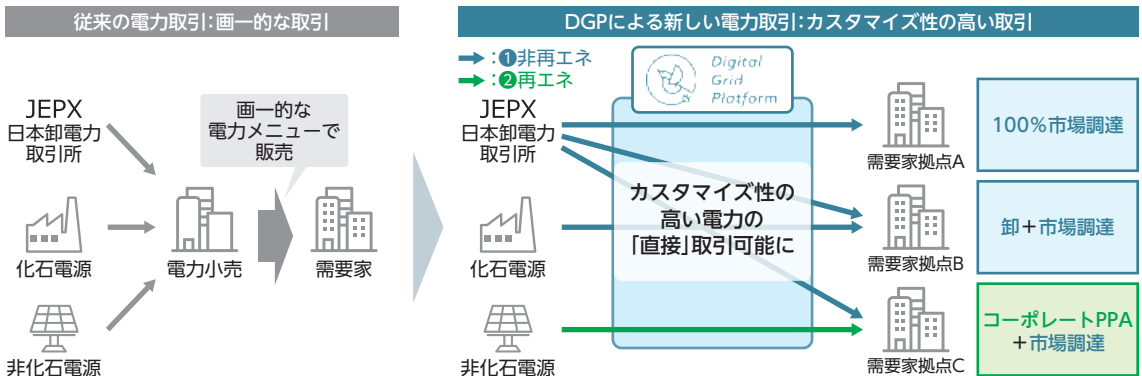 従来の電力取引：画一的な取引
JEPX
日本卸電力
取引所
画一的な
電力メニューで
販売
化石電源
電力小売
需要家
非化石電源
DGPによる新しい電力取引：カスタマイズ性の高い取引
：❶非再エネ
：❷再エネ
Digital
Grid
Platform
JEPX
日本卸電力
取引所
化石電源
非化石電源
カスタマイズ性の
高い電力の
「直接」取引可能に
需要家拠点A
100%市場調達
需要家拠点B
卸＋市場調達
需要家拠点C
コーポレートPPA
＋市場調達